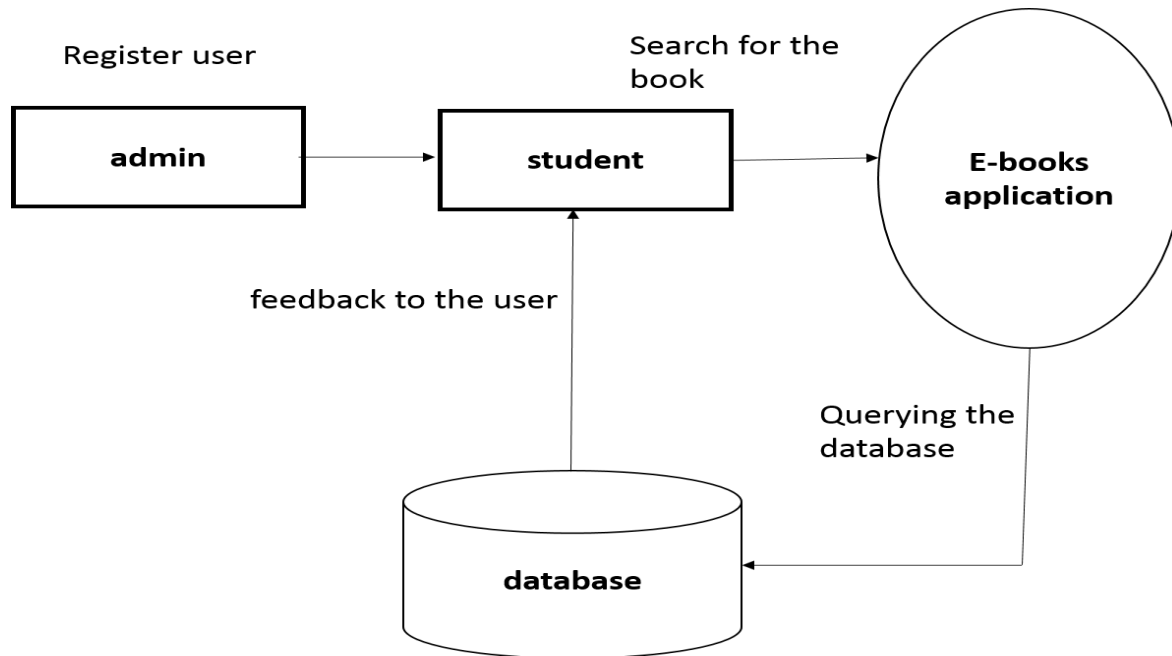 Register user
Search for the
book
admin
student
E-books
application
feedback to the user
Querying the
database
database